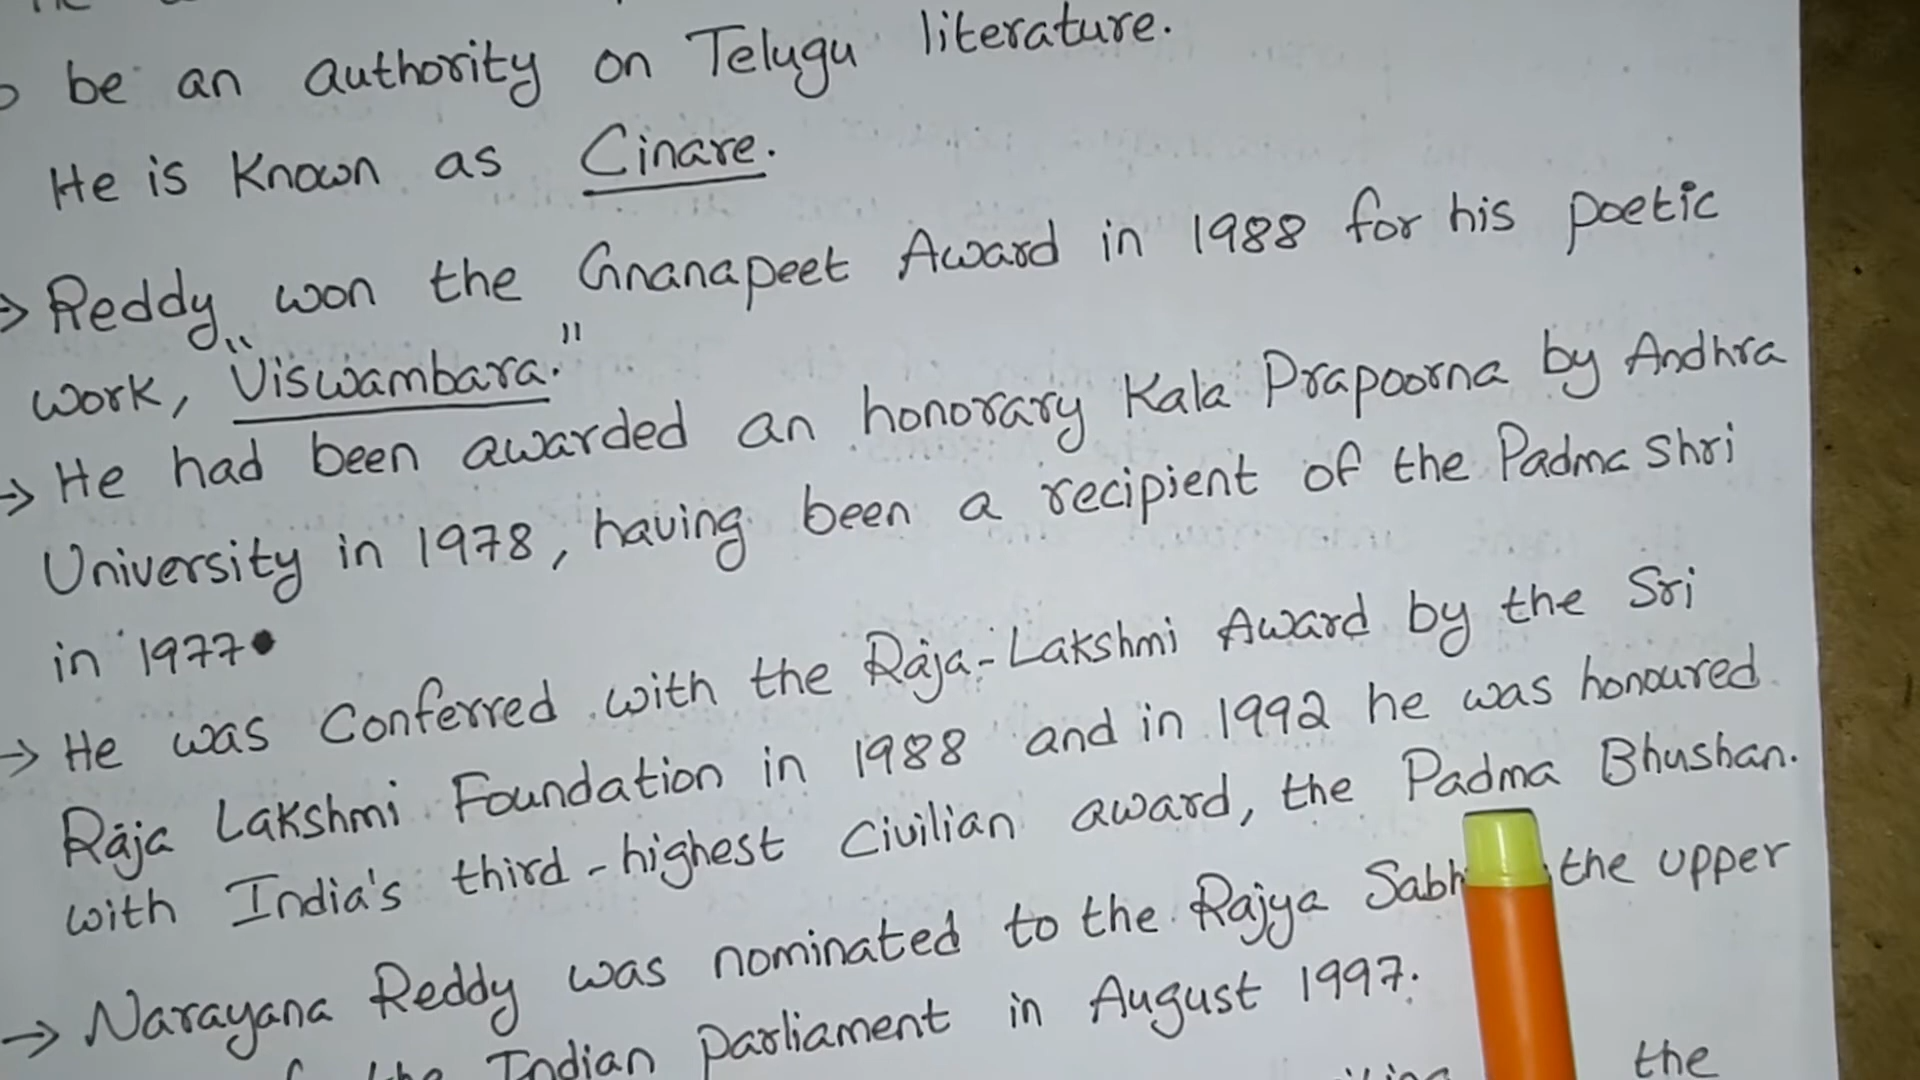 be an authority on Telugu literature.
He is Known as Cinare.
→ Reddy won the Gnanapeet Award in 1988 for his poetic
work, "Viswambara."
→ He had been awarded an honorary Kala Prapoorna by Andhra
University in 1978, having been a recipient of the Padma Shri
in 1977.
→ He was Conferred with the Raja-Lakshmi Award by the Sri
Raja Lakshmi Foundation in 1988 and in 1992 he was honoured
with India's third-highest civilian award, the Padma Bhushan.
→ Narayana Reddy was nominated to the Rajya Sabh the upper
the Indian parliament in August 1997.
the